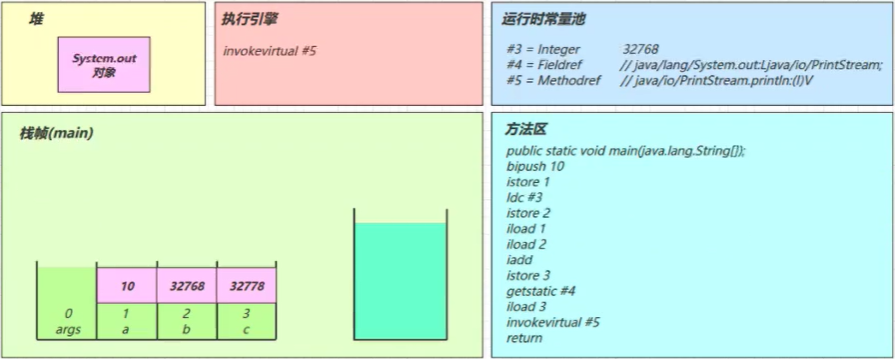 堆
System.out
对象
执行引擎
invokevirtual #5
运行时常量池
#3 = Integer 32768
#4 = Fieldref // java/lang/System.out:Ljava/io/PrintStream;
#5 = Methodref // java/io/PrintStream.println:(I)V
栈帧(main)
10 32768 32778
0 1 2 3
args a b c
方法区
public static void main(java.lang.String[]);
bipush 10
istore 1
ldc #3
istore 2
iload 1
iload 2
iadd
istore 3
getstatic #4
iload 3
invokevirtual #5
return